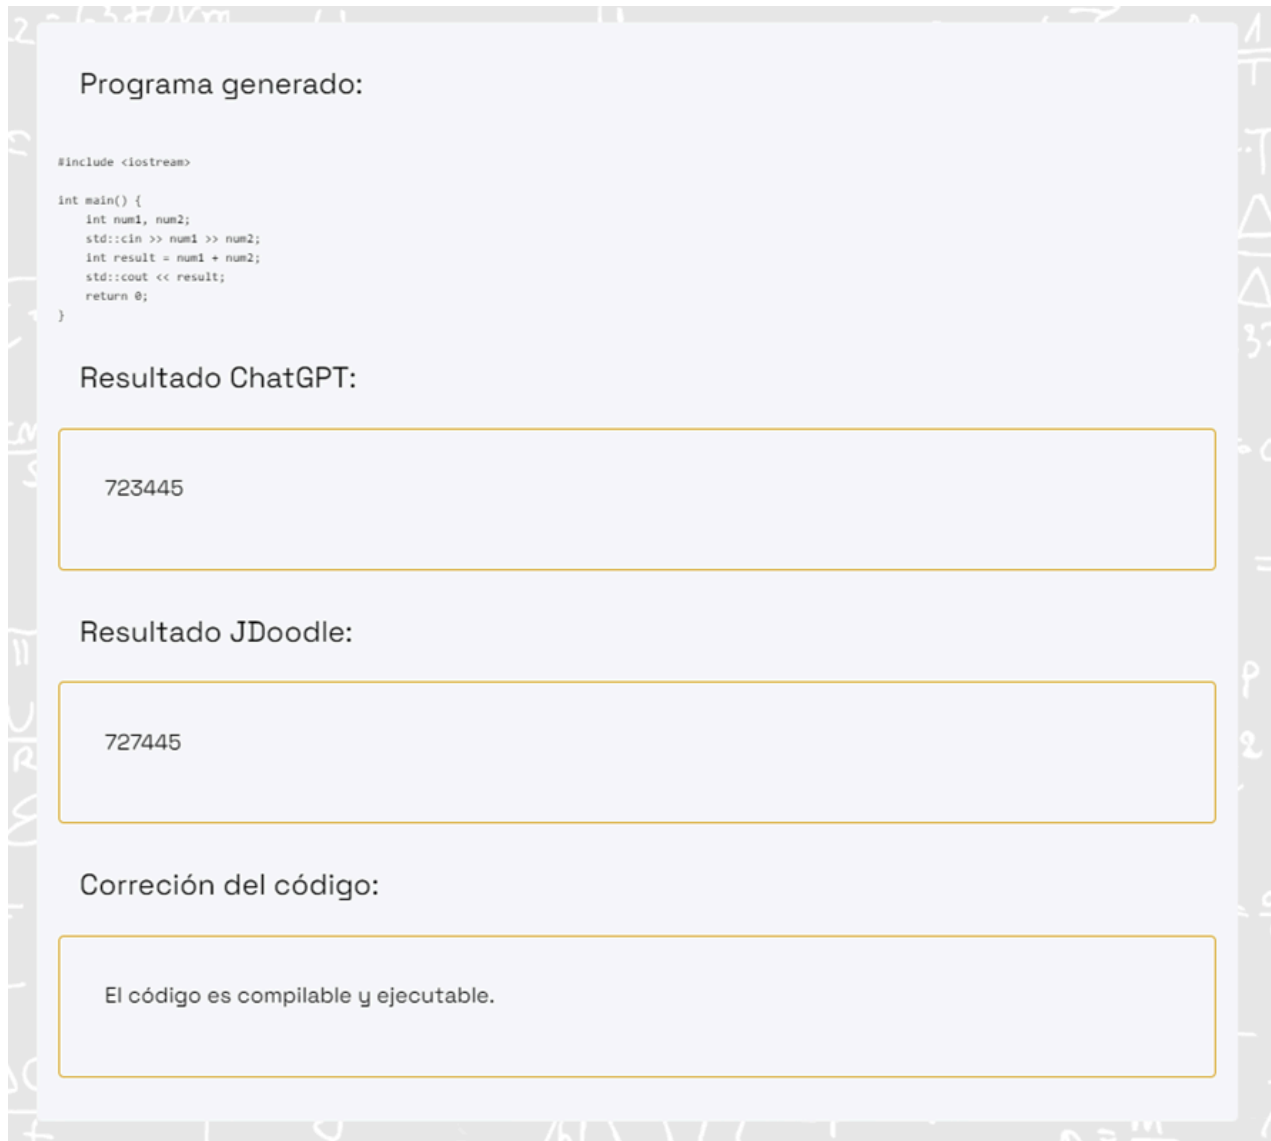 Programa generado:
#include <iostream>
int main() {
    int num1, num2;
    std::cin >> num1 >> num2;
    int result = num1 + num2;
    std::cout << result;
    return 0;
}
Resultado ChatGPT:
723445
Resultado JDoodle:
727445
Correción del código:
El código es compilable y ejecutable.